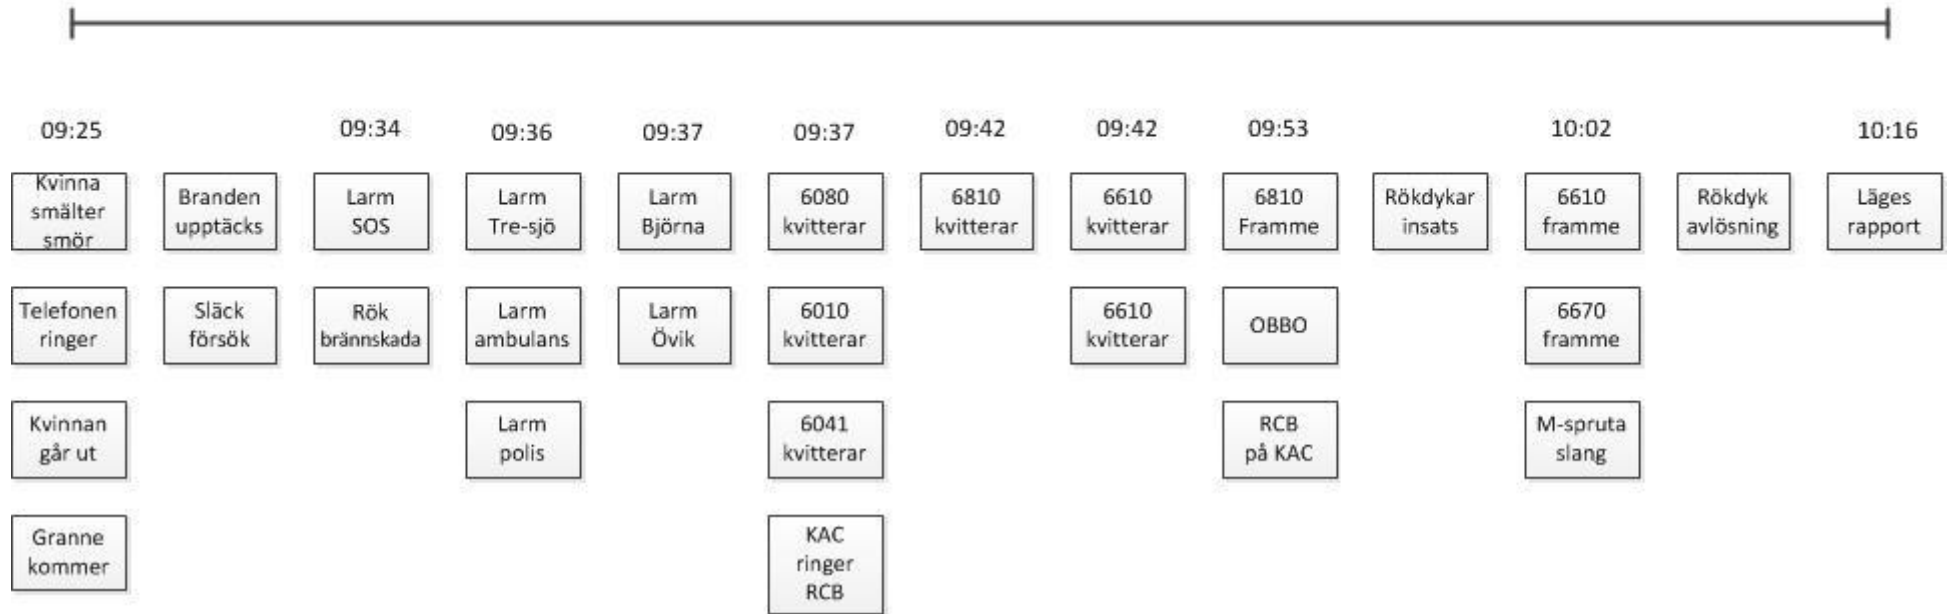 09:25
09:34
09:36
09:37
09:37
09:42
09:42
09:53
10:02
10:16
Kvinna
smälter
smör
Branden
upptäcks
Larm
SOS
Larm
Tre-sjö
Larm
Björna
6080
kvitterar
6810
kvitterar
6610
kvitterar
6810
Framme
Rökdykar
insats
6610
framme
Rökdyk
avlösning
Läges
rapport
Telefonen
ringer
Släck
försök
Rök
brännskada
Larm
ambulans
Larm
Övik
6010
kvitterar
6610
kvitterar
OBBO
6670
framme
Kvinnan
går ut
Larm
polis
6041
kvitterar
RCB
på KAC
M-spruta
slang
Granne
kommer
KAC
ringer
RCB